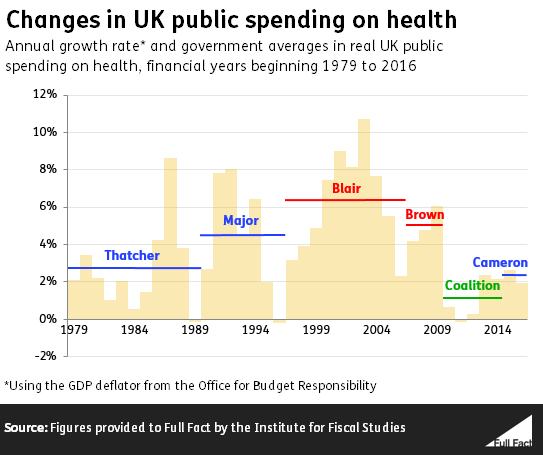 Changes in UK public spending on health
Annual growth rate* and government averages in real UK public
spending on health, financial years beginning 1979 to 2016
12%
10%
8%
6%
4%
2%
0%
-2%
Blair
Brown
Major
Thatcher
Cameron
Coalition
1979 1984 1989 1994 1999 2004 2009 2014
*Using the GDP deflator from the Office for Budget Responsibility
Source: Figures provided to Full Fact by the Institute for Fiscal Studies
Full Fact